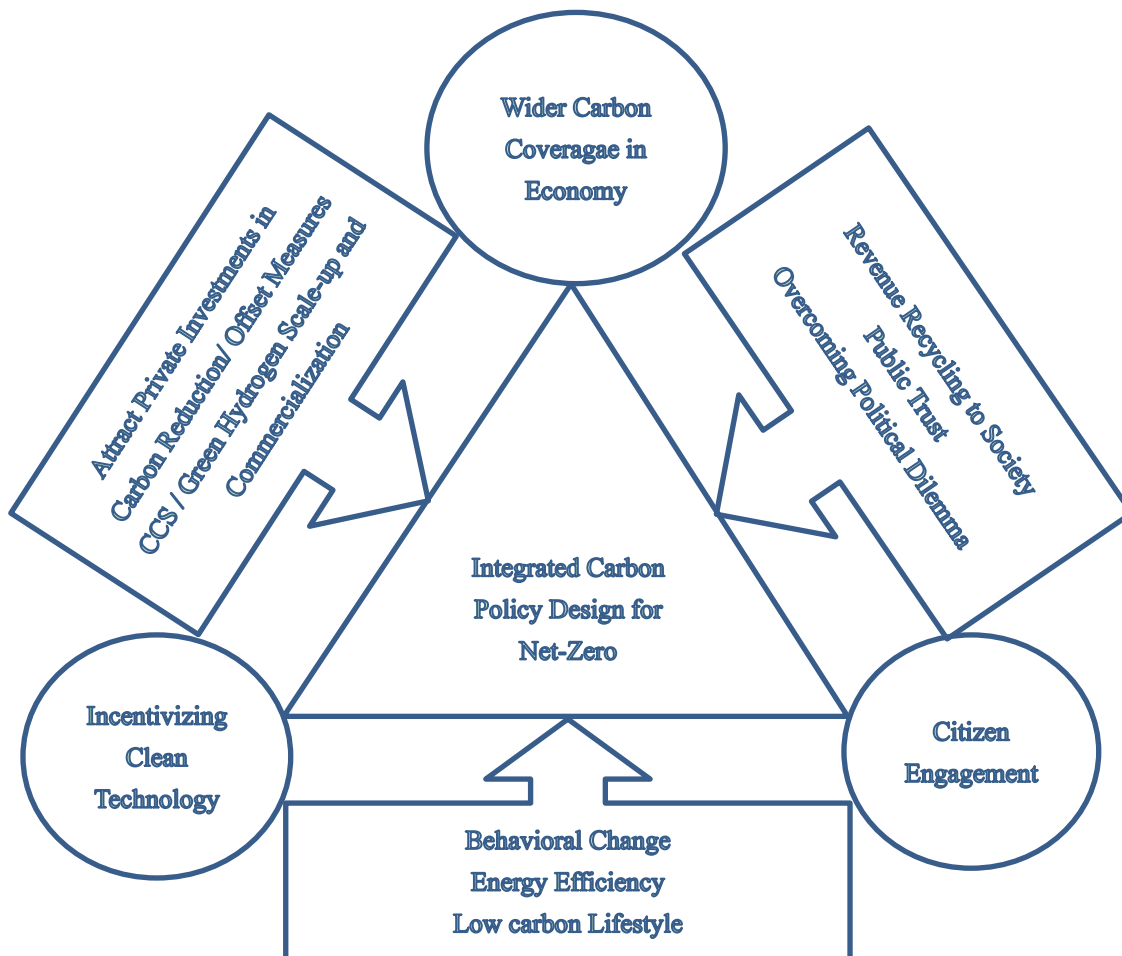 Wider Carbon
Coveragae in
Economy
Attract Private Investments in
Carbon Reduction/ Offset Measures
CCS / Green Hydrogen Scale-up and
Commercialization
Revenue Recycling to Society
Public Trust
Overcoming Political Dilemma
Integrated Carbon
Policy Design for
Net-Zero
Incentivizing
Clean
Technology
Citizen
Engagement
Behavioral Change
Energy Efficiency
Low carbon Lifestyle